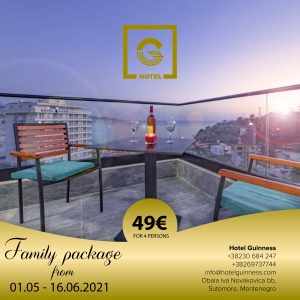 G
HOTEL
49€
FOR 4 PERSONS
Family package
from
01.05 - 16.06.2021
Hotel Guinness
+38230 684 247
+38269737744
info@hotelguinness.com
Obala Iva Novakovica bb,
Sutomore, Montenegro